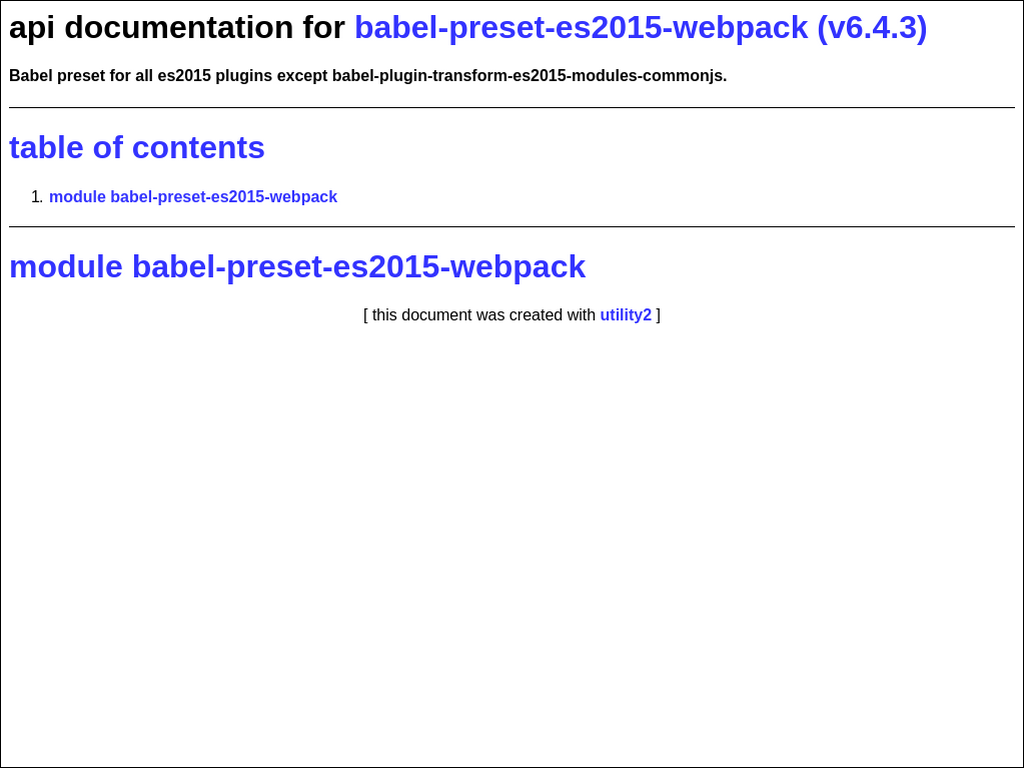 api documentation for babel-preset-es2015-webpack (v6.4.3)
Babel preset for all es2015 plugins except babel-plugin-transform-es2015-modules-commonjs.
table of contents
1. module babel-preset-es2015-webpack
module babel-preset-es2015-webpack
[ this document was created with utility2 ]